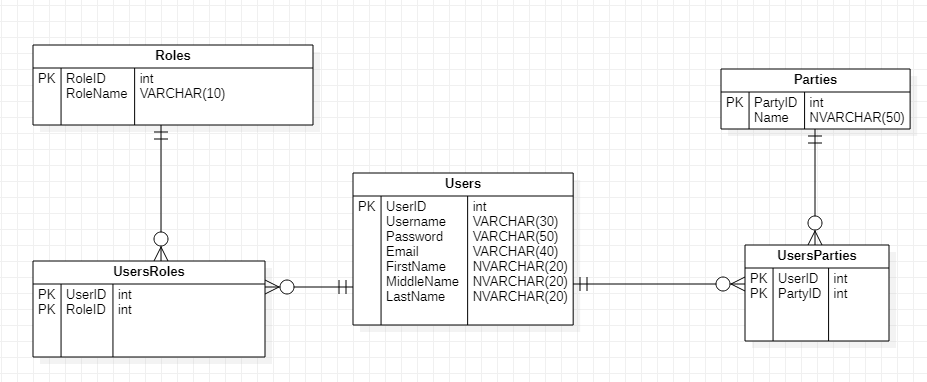 Roles
PK RoleID int
RoleName VARCHAR(10)
Parties
PK PartyID int
Name NVARCHAR(50)
Users
PK UserID int
Username VARCHAR(30)
Password VARCHAR(50)
Email VARCHAR(40)
FirstName NVARCHAR(20)
MiddleName NVARCHAR(20)
LastName NVARCHAR(20)
UsersRoles
PK UserID int
PK RoleID int
UsersParties
PK UserID int
PK PartyID int